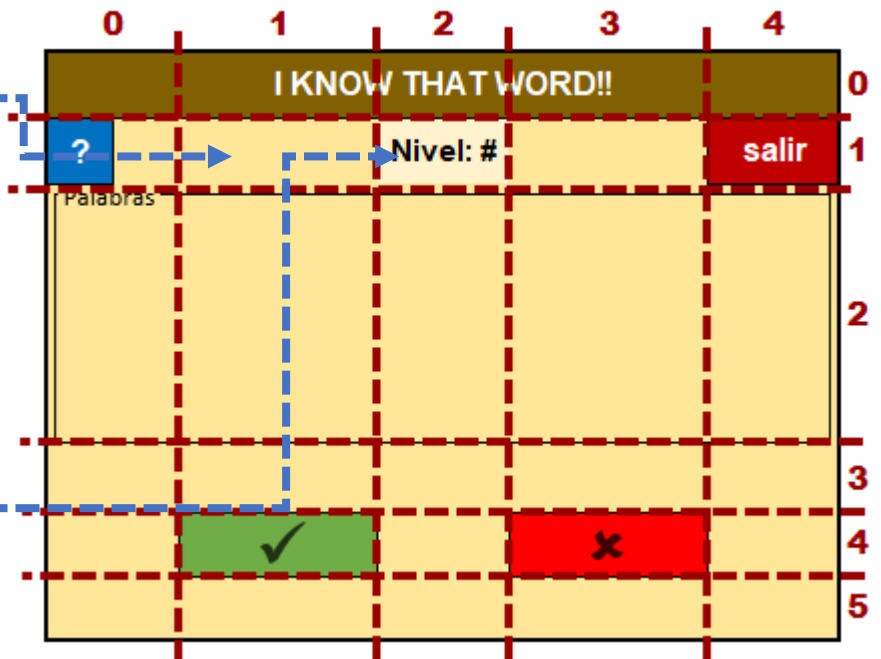 0 1 2 3 4
I KNOW THAT WORD!! 0
? Nivel: # salir 1
Palabras
2
3
✓ ✘ 4
5